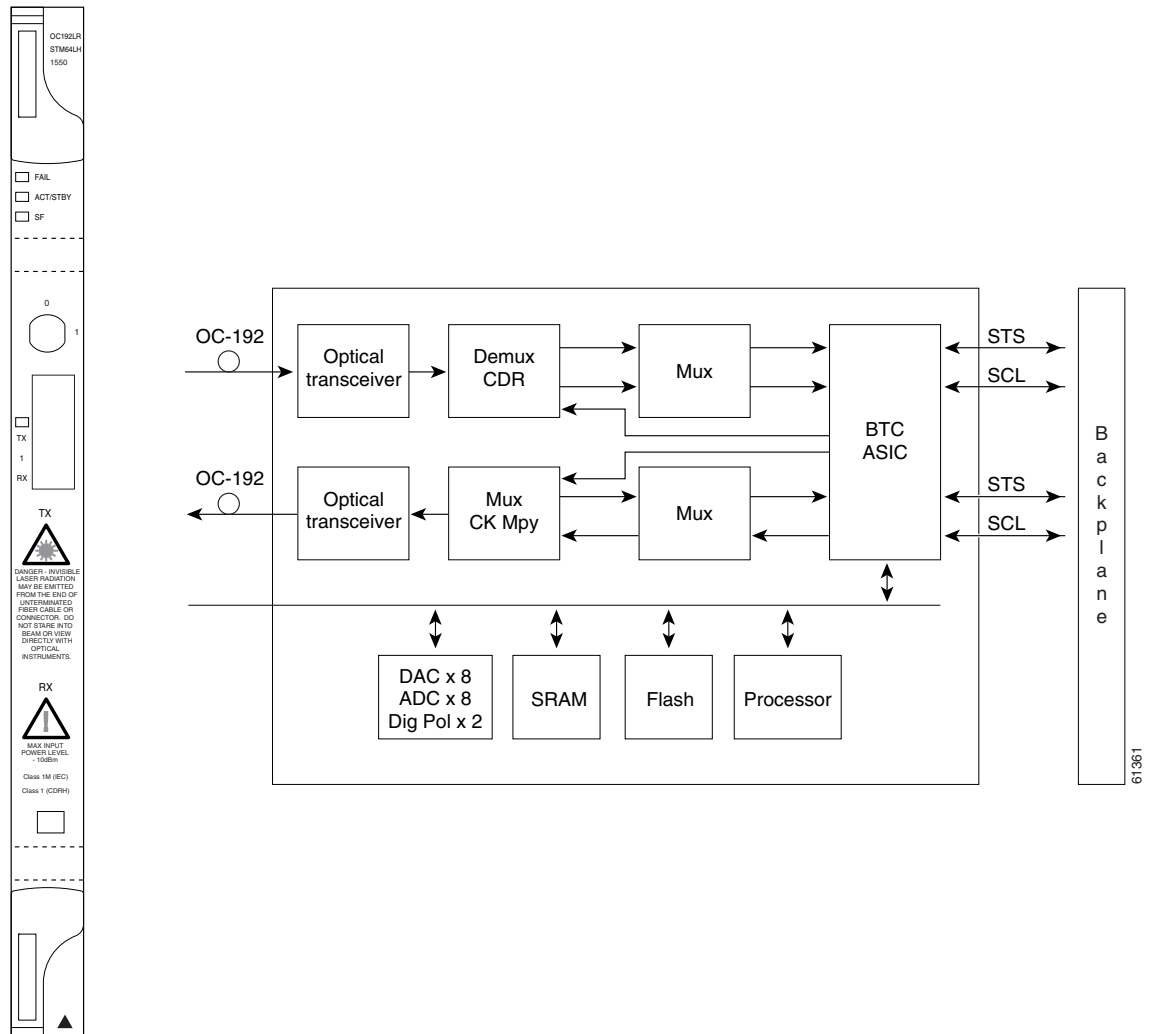 OC192LR
STM64LH
1550
FAIL
ACT/STBY
SF
0
1
TX
1
RX
TX
DANGER - INVISIBLE
LASER RADIATION
MAY BE EMITTED
FROM THE END OF
UNTERMINATED
FIBER CABLE OR
CONNECTOR. DO
NOT STARE INTO
BEAM OR VIEW
DIRECTLY WITH
OPTICAL
INSTRUMENTS.
RX
!
MAX INPUT
POWER LEVEL
- 10dBm
Class 1M (IEC)
Class 1 (CDRH)
OC-192
Optical
transceiver
Demux
CDR
Mux
BTC
ASIC
STS
SCL
OC-192
Optical
transceiver
Mux
CK Mpy
Mux
STS
SCL
DAC x 8
ADC x 8
Dig Pol x 2
SRAM
Flash
Processor
Backplane
61361